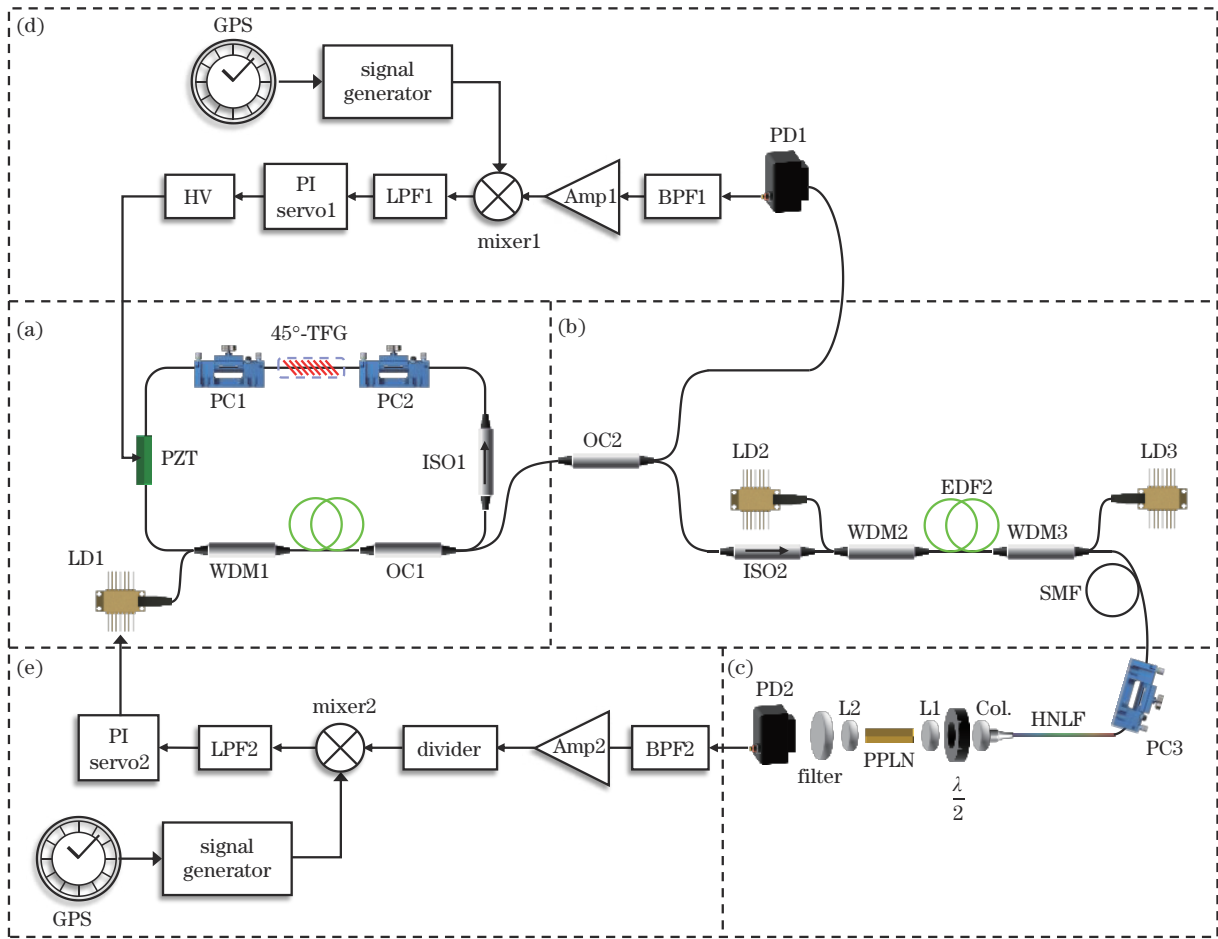 (d)
GPS
signal
generator
PD1
HV
PI
servo1
LPF1
mixer1
Amp1
BPF1
(a)
45°-TFG
PC1
PC2
PZT
ISO1
LD1
WDM1
OC1
(b)
OC2
LD2
EDF2
LD3
WDM2
WDM3
ISO2
SMF
(e)
mixer2
PI
servo2
LPF2
divider
Amp2
BPF2
signal
generator
GPS
(c)
PD2
L2
L1
Col.
HNLF
PC3
filter
PPLN
λ
2